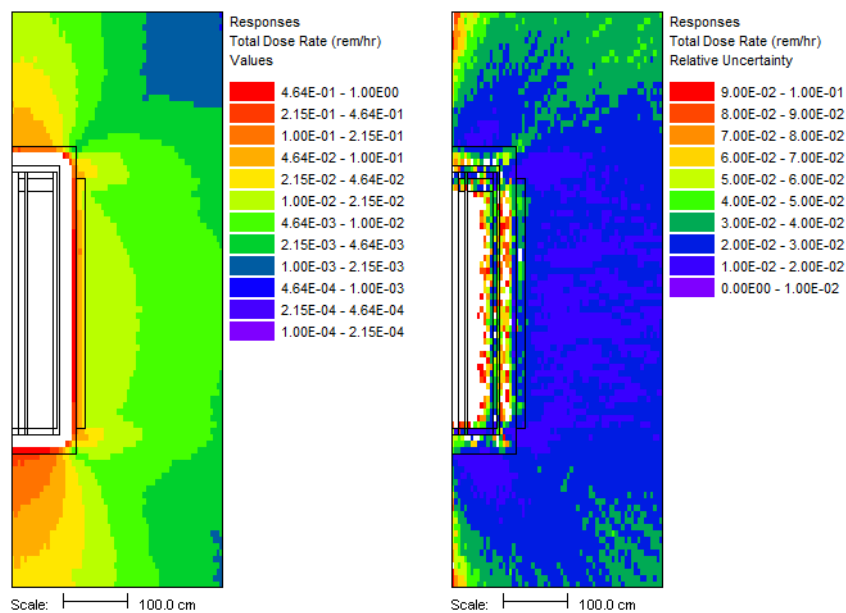 Responses
Total Dose Rate (rem/hr)
Values
4.64E-01 - 1.00E00
2.15E-01 - 4.64E-01
1.00E-01 - 2.15E-01
4.64E-02 - 1.00E-01
2.15E-02 - 4.64E-02
1.00E-02 - 2.15E-02
4.64E-03 - 1.00E-02
2.15E-03 - 4.64E-03
1.00E-03 - 2.15E-03
4.64E-04 - 1.00E-03
2.15E-04 - 4.64E-04
1.00E-04 - 2.15E-04
Scale: 100.0 cm
Responses
Total Dose Rate (rem/hr)
Relative Uncertainty
9.00E-02 - 1.00E-01
8.00E-02 - 9.00E-02
7.00E-02 - 8.00E-02
6.00E-02 - 7.00E-02
5.00E-02 - 6.00E-02
4.00E-02 - 5.00E-02
3.00E-02 - 4.00E-02
2.00E-02 - 3.00E-02
1.00E-02 - 2.00E-02
0.00E00 - 1.00E-02
Scale: 100.0 cm